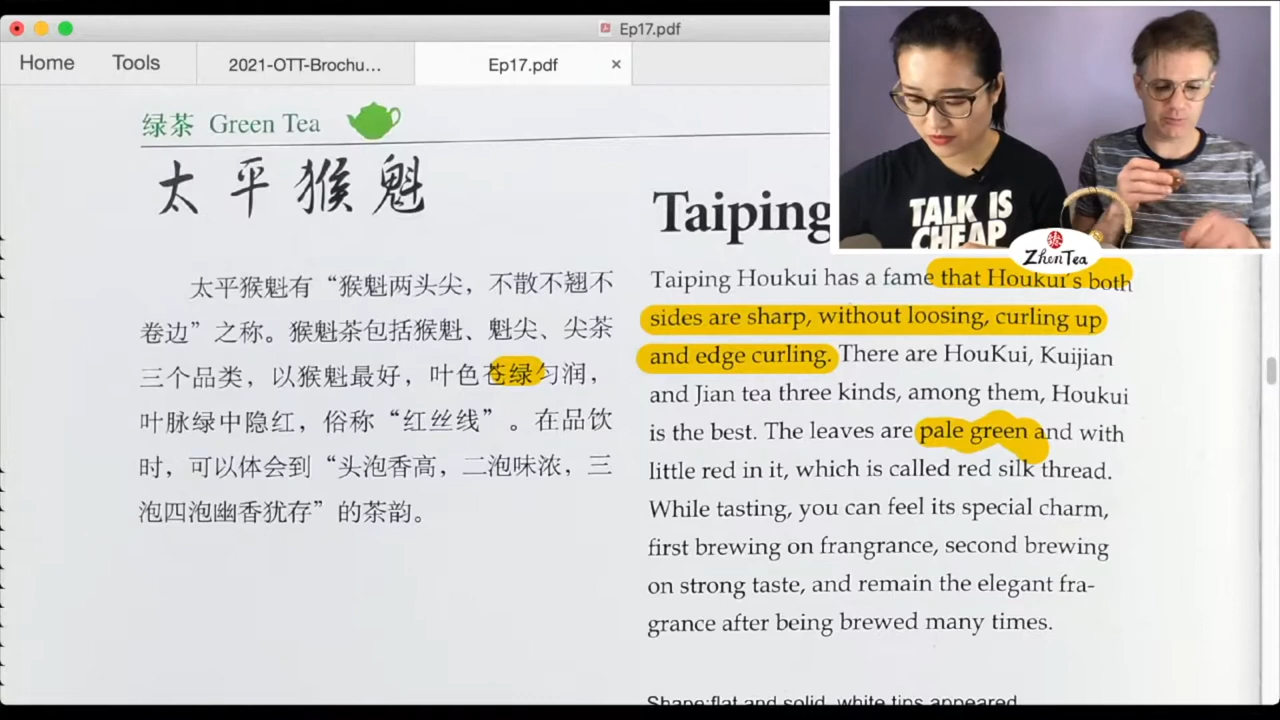 Ep17.pdf
Home
Tools
2021-OTT-Brochu...
Ep17.pdf
×
绿茶 Green Tea
太平猴魁
太平猴魁有“猴魁两头尖，不散不翘不
卷边”之称。猴魁茶包括猴魁、魁尖、尖茶
三个品类，以猴魁最好，叶色苍绿匀润，
叶脉绿中隐红，俗称“红丝线”。在品饮
时，可以体会到“头泡香高，二泡味浓，三
泡四泡幽香犹存”的茶韵。
Taiping
Taiping Houkui has a fame that Houkui's both
sides are sharp, without loosing, curling up
and edge curling. There are HouKui, Kuijian
and Jian tea three kinds, among them, Houkui
is the best. The leaves are pale green and with
little red in it, which is called red silk thread.
While tasting, you can feel its special charm,
first brewing on frangrance, second brewing
on strong taste, and remain the elegant fra-
grance after being brewed many times.
Shape:flat and solid, white tips appeared
TALK IS
CHEAP
ZhenTea